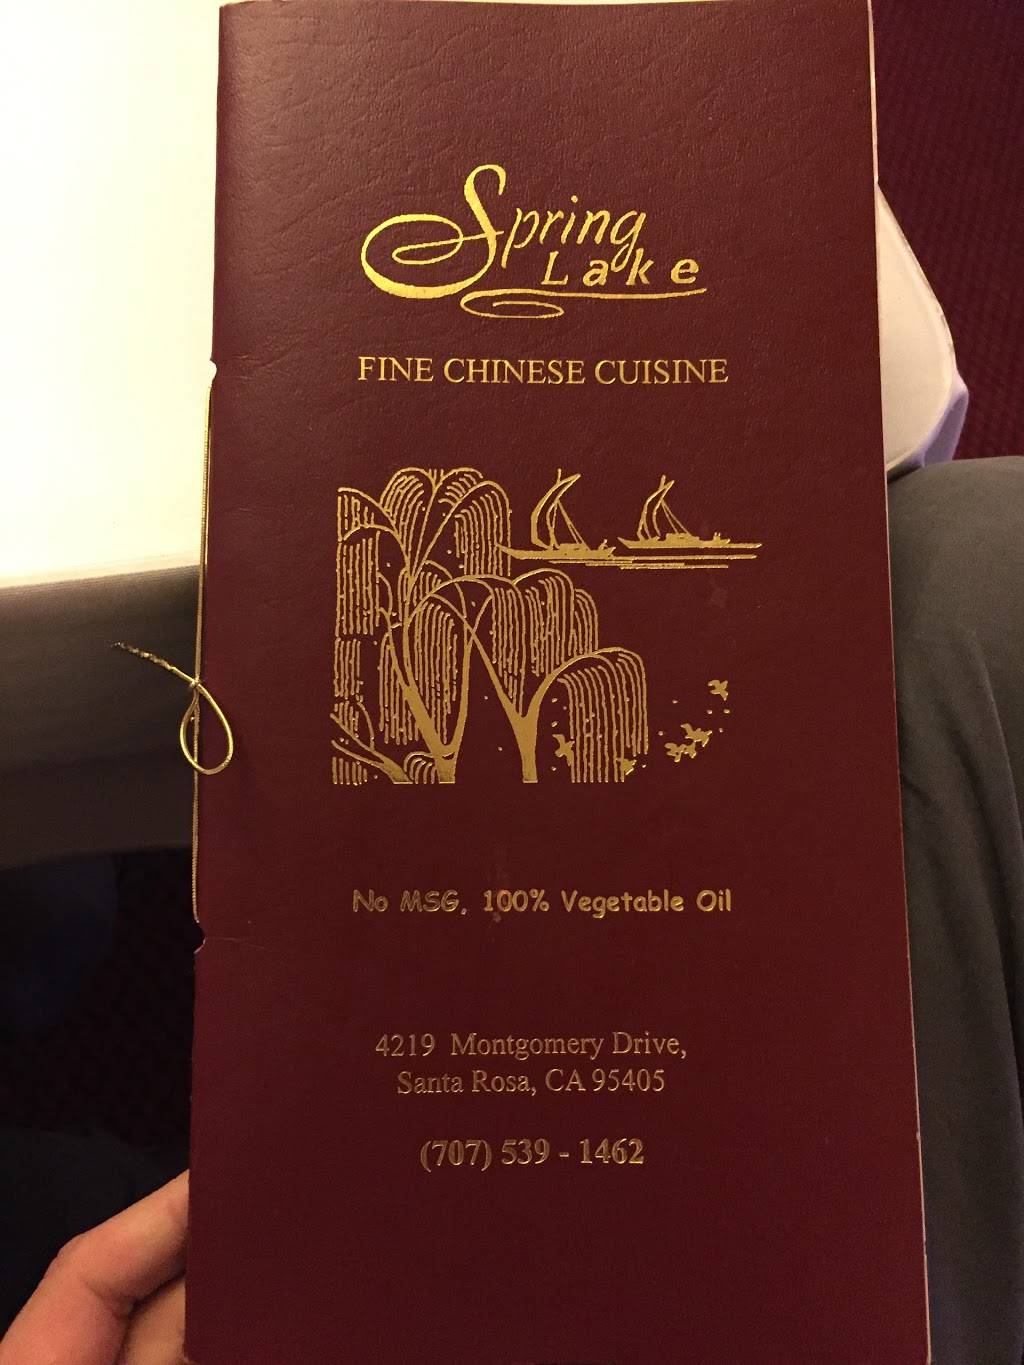 Spring
Lake
FINE CHINESE CUISINE
No MSG, 100% Vegetable Oil
4219 Montgomery Drive,
Santa Rosa, CA 95405
(707) 539 - 1462